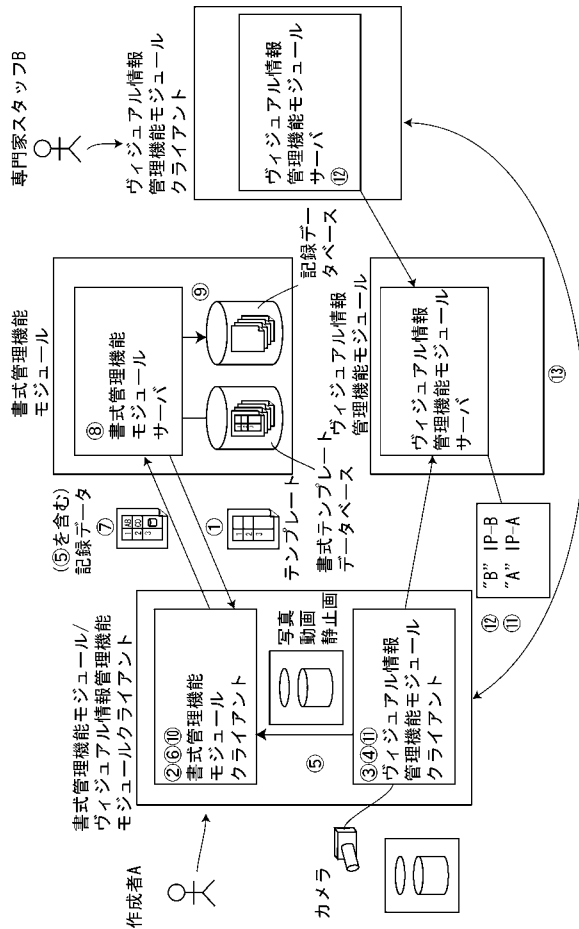 専門家スタッフB
ヴィジュアル情報
管理機能モジュール
クライアント
ヴィジュアル情報
管理機能モジュール
サーバ
⑫
書式管理機能
モジュール
⑧
書式管理機能
モジュール
サーバ
⑨
記録デー
タベース
書式テンプレート
データベース
ヴィジュアル情報
管理機能モジュール
ヴィジュアル情報
管理機能モジュール
サーバ
⑬
(⑤を含む)
記録データ
⑦
1 AB
2 CD
3
①
1
2
3
テンプレート
⑫ "B" IP-B
⑪ "A" IP-A
書式管理機能モジュール/
ヴィジュアル情報管理機能
モジュールクライアント
②⑥⑩
書式管理機能
モジュール
クライアント
写真
動画
静止画
⑤
③④⑪
ヴィジュアル情報
管理機能モジュール
クライアント
作成者A
カメラ